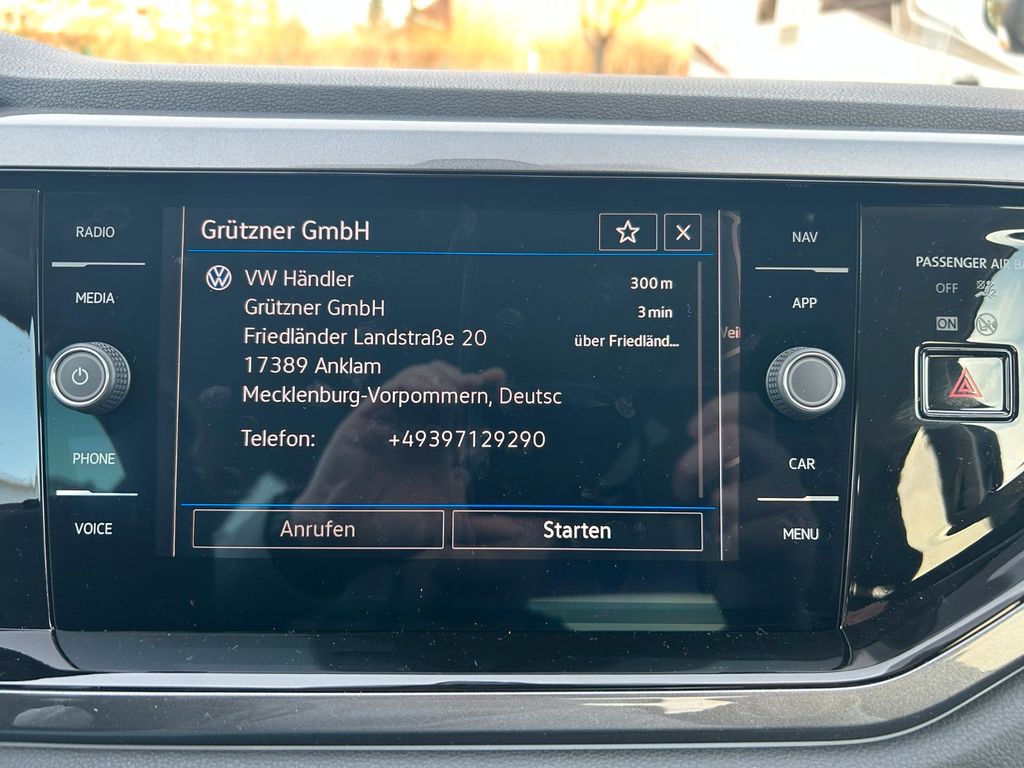 RADIO
MEDIA
PHONE
VOICE
Grützner GmbH
VW Händler
300 m
Grützner GmbH
3 min
Friedländer Landstraße 20
über Friedländ...
17389 Anklam
Mecklenburg-Vorpommern, Deutsc
Telefon: +49397129290
Anrufen
Starten
NAV
APP
CAR
MENU
PASSENGER AIR BA
OFF
ON